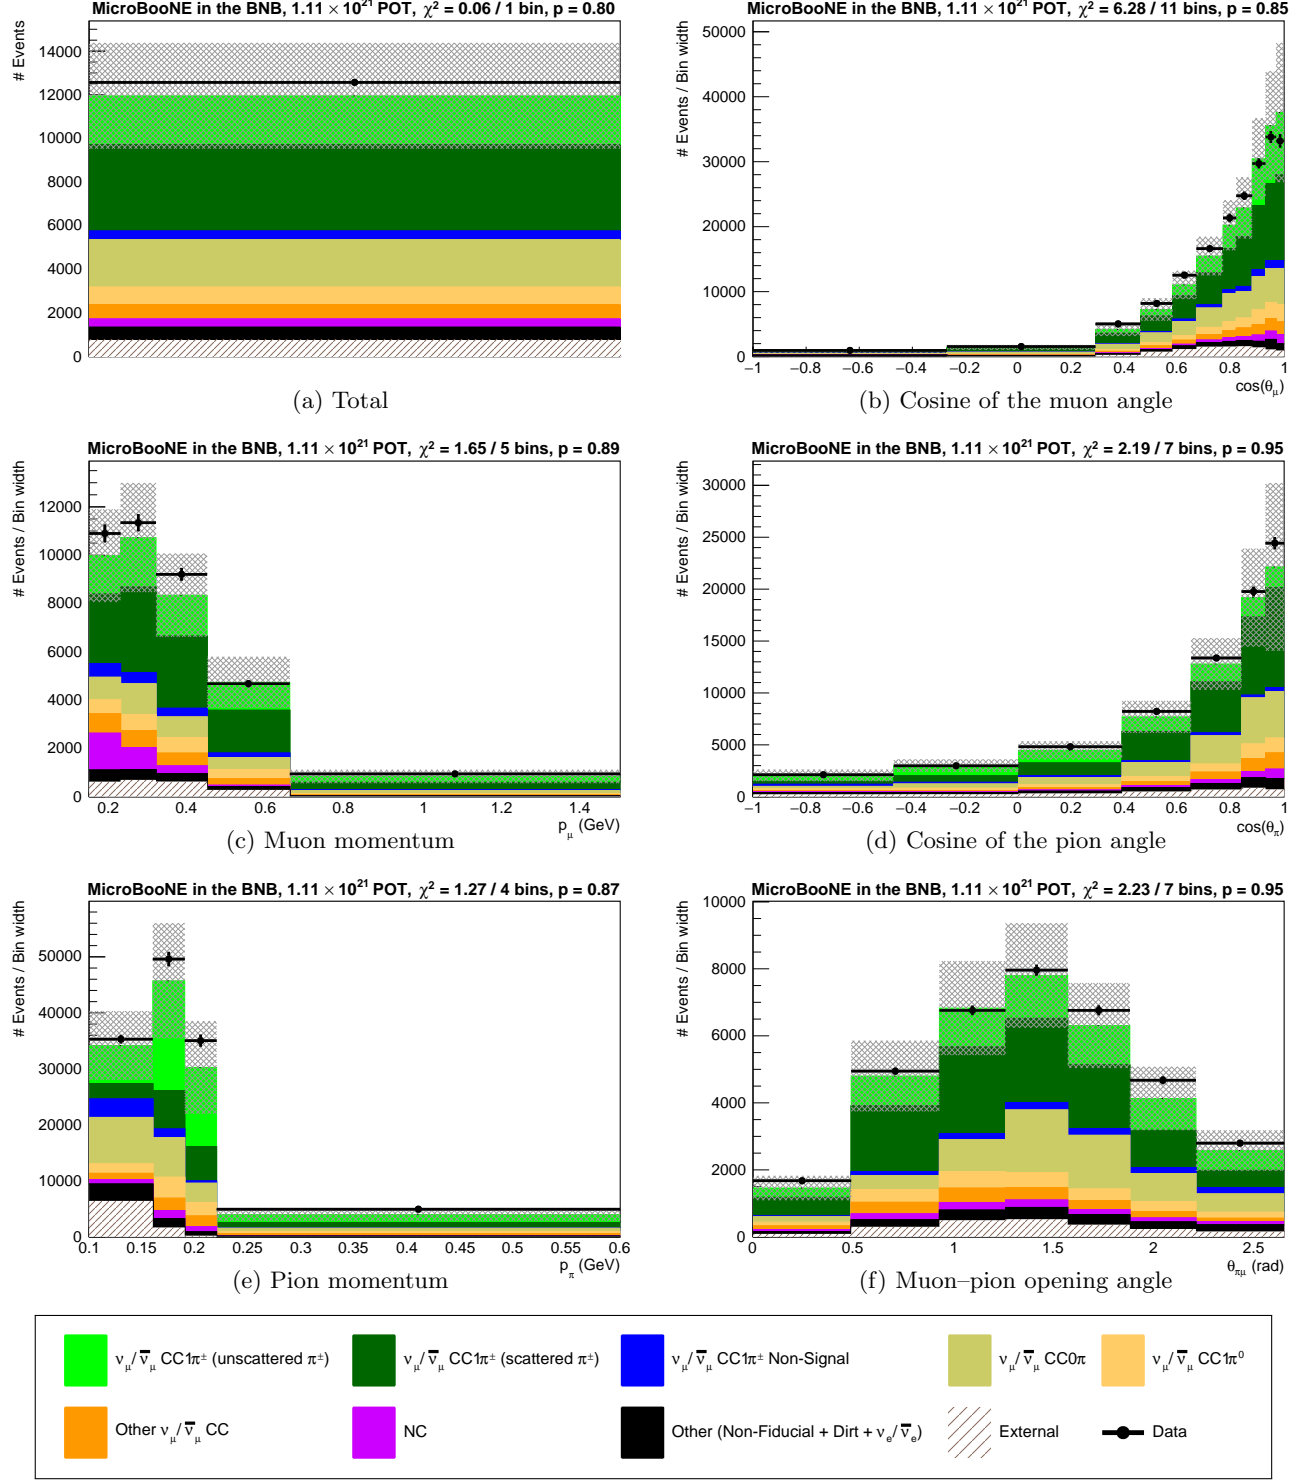 MicroBooNE in the BNB, 1.11 × 10²¹ POT, χ² = 0.06 / 1 bin, p = 0.80
# Events
14000
12000
10000
8000
6000
4000
2000
0
(a) Total
MicroBooNE in the BNB, 1.11 × 10²¹ POT, χ² = 6.28 / 11 bins, p = 0.85
# Events / Bin width
50000
40000
30000
20000
10000
0
−1 −0.8 −0.6 −0.4 −0.2 0 0.2 0.4 0.6 0.8 1
cos(θμ)
(b) Cosine of the muon angle
MicroBooNE in the BNB, 1.11 × 10²¹ POT, χ² = 1.65 / 5 bins, p = 0.89
# Events / Bin width
12000
10000
8000
6000
4000
2000
0
0.2 0.4 0.6 0.8 1 1.2 1.4
pμ (GeV)
(c) Muon momentum
MicroBooNE in the BNB, 1.11 × 10²¹ POT, χ² = 2.19 / 7 bins, p = 0.95
# Events / Bin width
30000
25000
20000
15000
10000
5000
0
−1 −0.8 −0.6 −0.4 −0.2 0 0.2 0.4 0.6 0.8 1
cos(θπ)
(d) Cosine of the pion angle
MicroBooNE in the BNB, 1.11 × 10²¹ POT, χ² = 1.27 / 4 bins, p = 0.87
# Events / Bin width
50000
40000
30000
20000
10000
0
0.1 0.15 0.2 0.25 0.3 0.35 0.4 0.45 0.5 0.55 0.6
pπ (GeV)
(e) Pion momentum
MicroBooNE in the BNB, 1.11 × 10²¹ POT, χ² = 2.23 / 7 bins, p = 0.95
# Events / Bin width
10000
8000
6000
4000
2000
0
0 0.5 1 1.5 2 2.5
θπμ (rad)
(f) Muon–pion opening angle
νμ/ν̅μ CC1π± (unscattered π±)
νμ/ν̅μ CC1π± (scattered π±)
νμ/ν̅μ CC1π± Non-Signal
νμ/ν̅μ CC0π
νμ/ν̅μ CC1π⁰
Other νμ/ν̅μ CC
NC
Other (Non-Fiducial + Dirt + νe/ν̅e)
External
Data